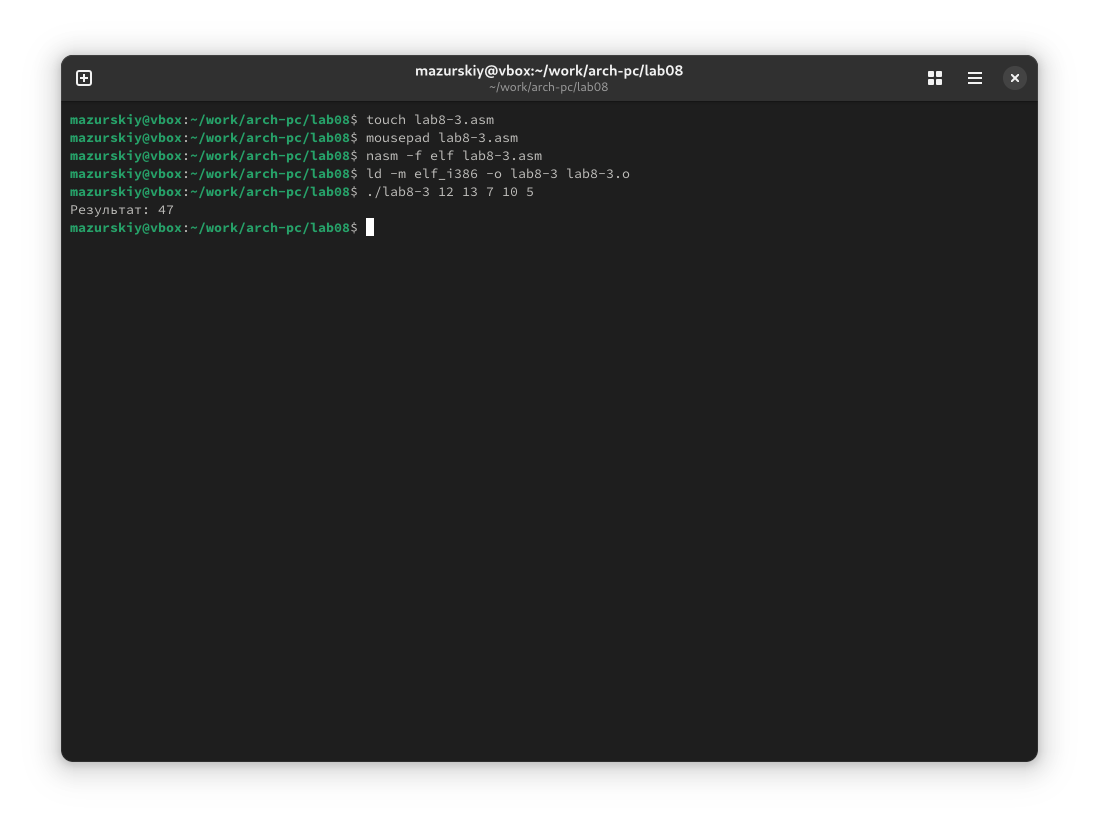 mazurskiy@vbox:~/work/arch-pc/lab08
~/work/arch-pc/lab08
mazurskiy@vbox:~/work/arch-pc/lab08$ touch lab8-3.asm
mazurskiy@vbox:~/work/arch-pc/lab08$ mousepad lab8-3.asm
mazurskiy@vbox:~/work/arch-pc/lab08$ nasm -f elf lab8-3.asm
mazurskiy@vbox:~/work/arch-pc/lab08$ ld -m elf_i386 -o lab8-3 lab8-3.o
mazurskiy@vbox:~/work/arch-pc/lab08$ ./lab8-3 12 13 7 10 5
Результат: 47
mazurskiy@vbox:~/work/arch-pc/lab08$